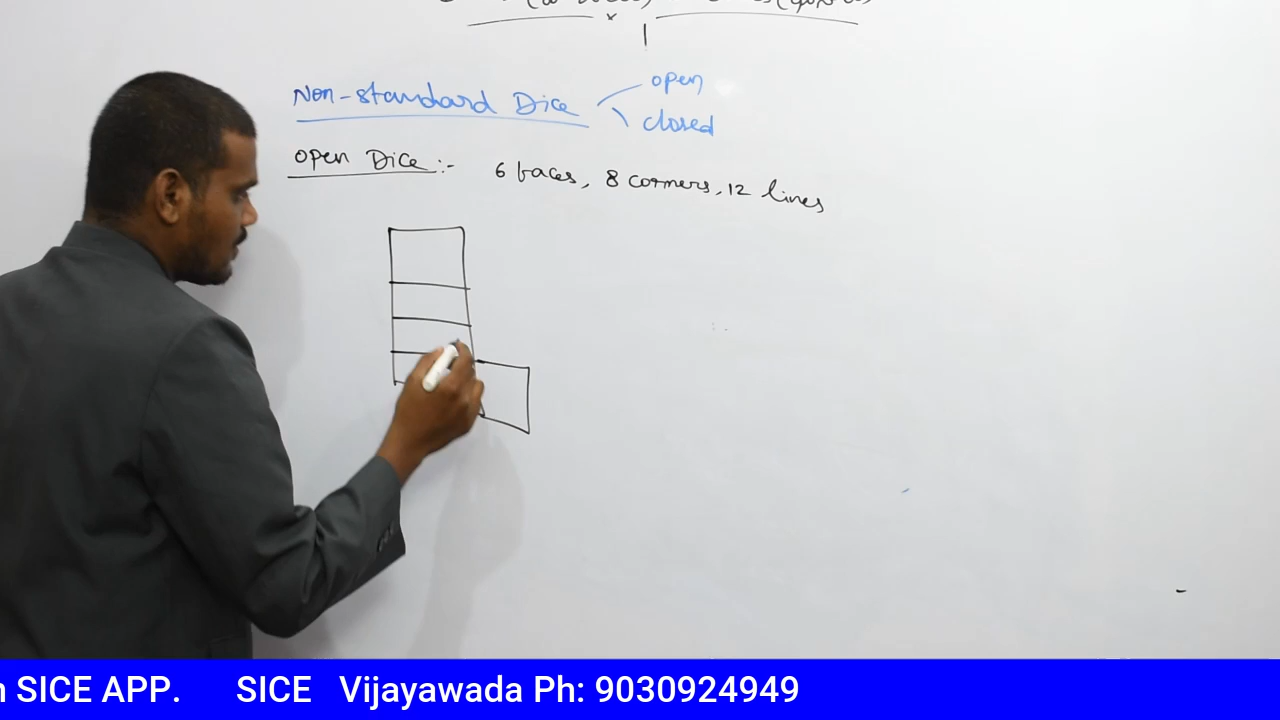 Non-standard Dice
open
closed
open Dice:- 6 faces, 8 corners, 12 lines
SICE APP. SICE Vijayawada Ph: 9030924949